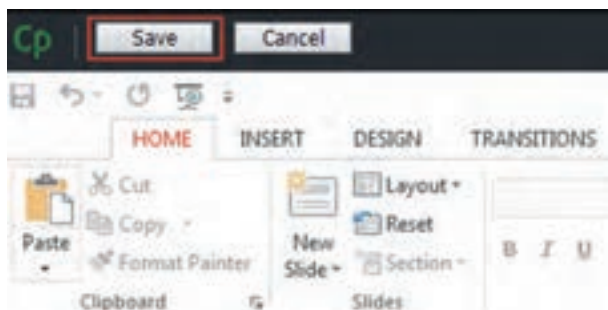 Cp Save Cancel
HOME INSERT DESIGN TRANSITIONS
Cut Layout
Copy Reset
Paste New
Format Painter Slide Section
B I U
Clipboard Slides